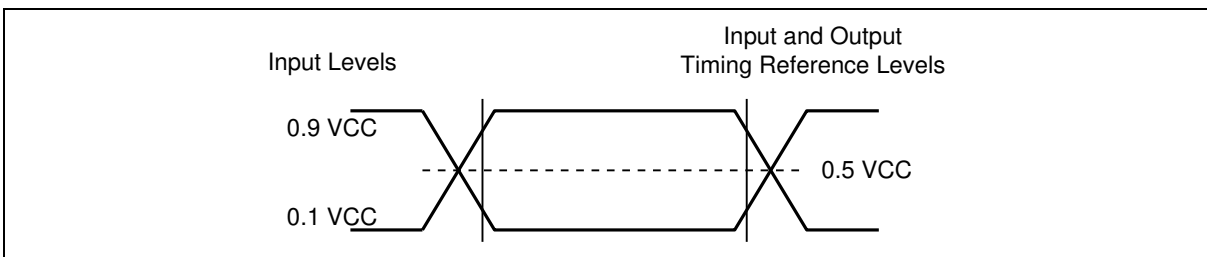 Input Levels
Input and Output
Timing Reference Levels
0.9 VCC
0.5 VCC
0.1 VCC